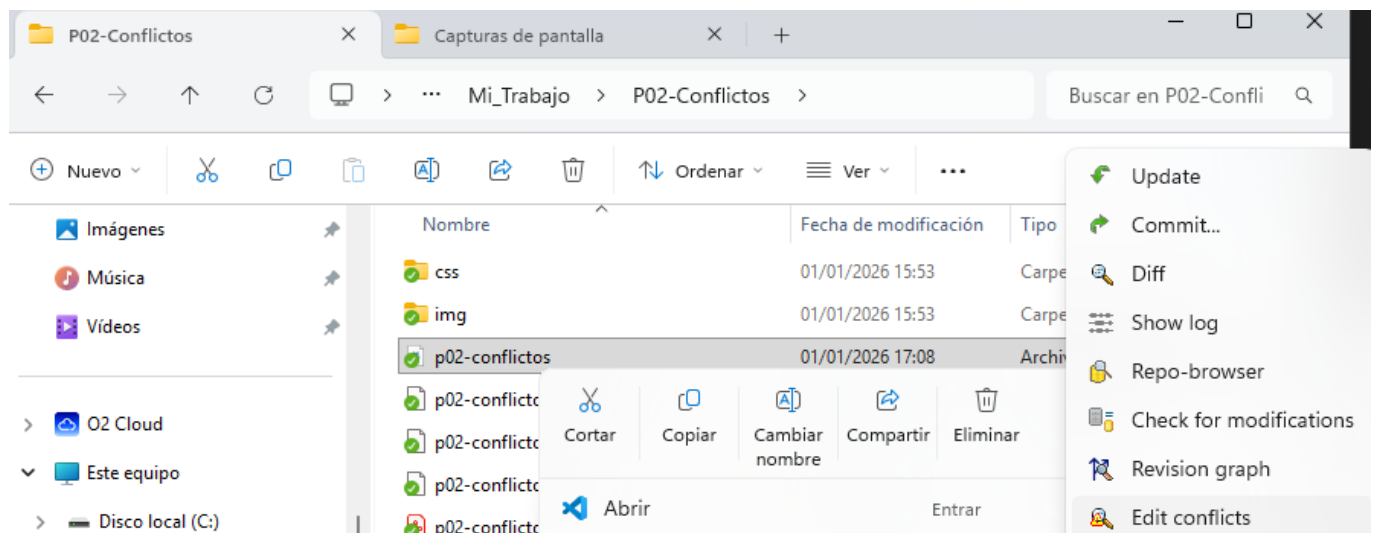 P02-Conflictos
Capturas de pantalla
Mi_Trabajo > P02-Conflictos >
Buscar en P02-Confli
Nuevo
Ordenar
Ver
Nombre
Fecha de modificación
Tipo
Imágenes
Música
Vídeos
O2 Cloud
Este equipo
Disco local (C:)
css 01/01/2026 15:53 Carpe
img 01/01/2026 15:53 Carpe
p02-conflictos 01/01/2026 17:08 Archi
p02-conflicto
p02-conflicto
p02-conflicto
p02-conflicto
Cortar
Copiar
Cambiar nombre
Compartir
Eliminar
Abrir Entrar
Update
Commit...
Diff
Show log
Repo-browser
Check for modifications
Revision graph
Edit conflicts